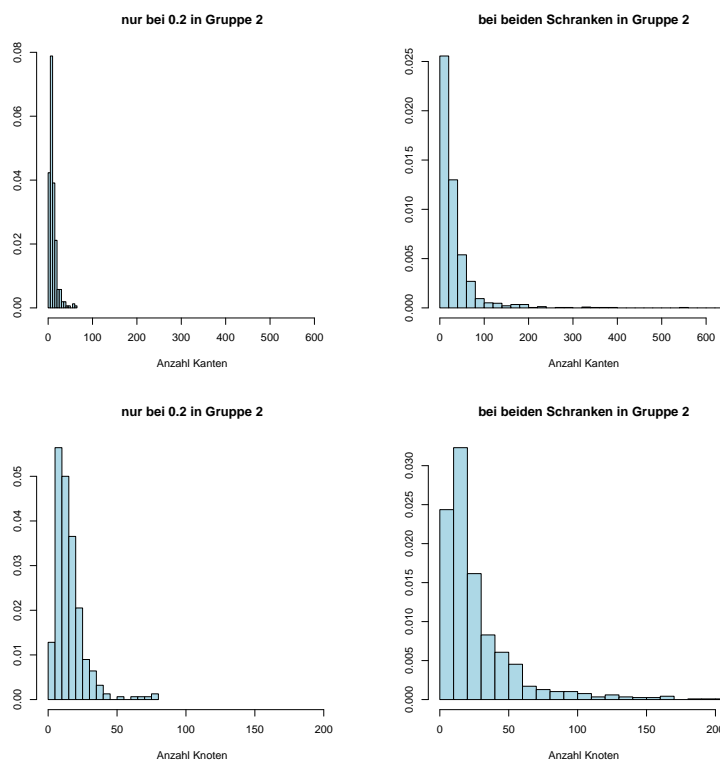 nur bei 0.2 in Gruppe 2
0.00 0.02 0.04 0.06 0.08
0 100 200 300 400 500 600
Anzahl Kanten
bei beiden Schranken in Gruppe 2
0.000 0.005 0.010 0.015 0.020 0.025
0 100 200 300 400 500 600
Anzahl Kanten
nur bei 0.2 in Gruppe 2
0.00 0.01 0.02 0.03 0.04 0.05
0 50 100 150 200
Anzahl Knoten
bei beiden Schranken in Gruppe 2
0.000 0.005 0.010 0.015 0.020 0.025 0.030
0 50 100 150 200
Anzahl Knoten